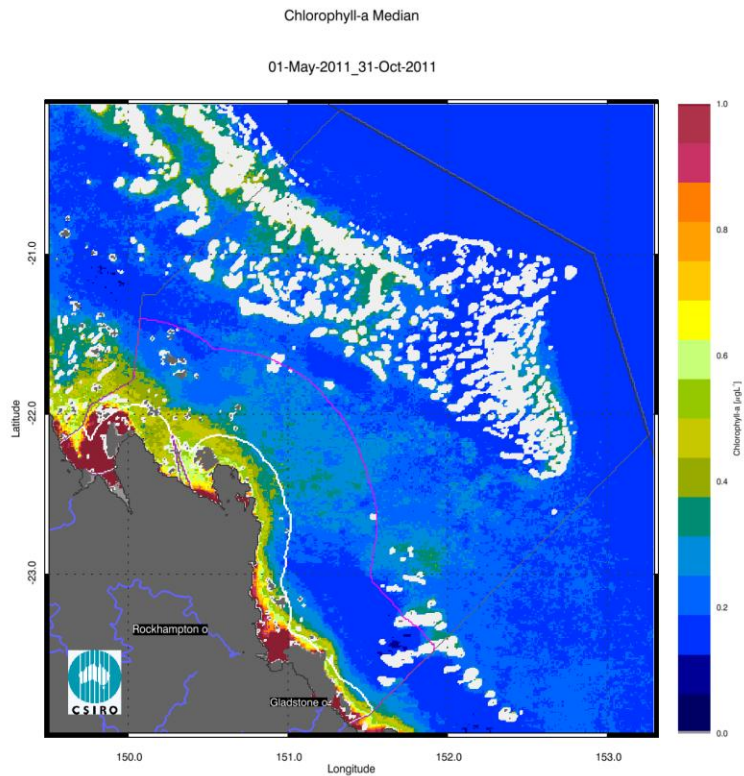 Chlorophyll-a Median
01-May-2011_31-Oct-2011
Latitude
-21.0
-22.0
-23.0
Rockhampton o
Gladstone o
CSIRO
150.0
151.0
152.0
153.0
Longitude
1.0
0.8
0.6
0.4
0.2
0.0
Chlorophyll-a [µgL⁻]